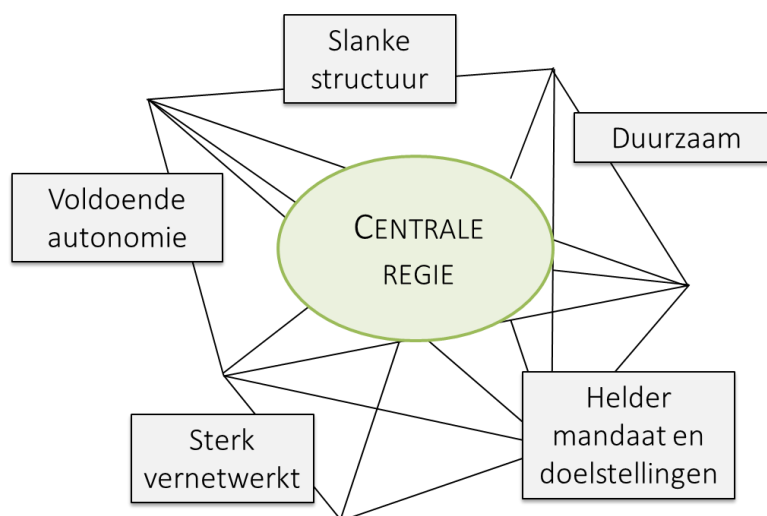 Slanke
structuur
Duurzaam
Voldoende
autonomie
CENTRALE
REGIE
Helder
mandaat en
doelstellingen
Sterk
vernetwerkt